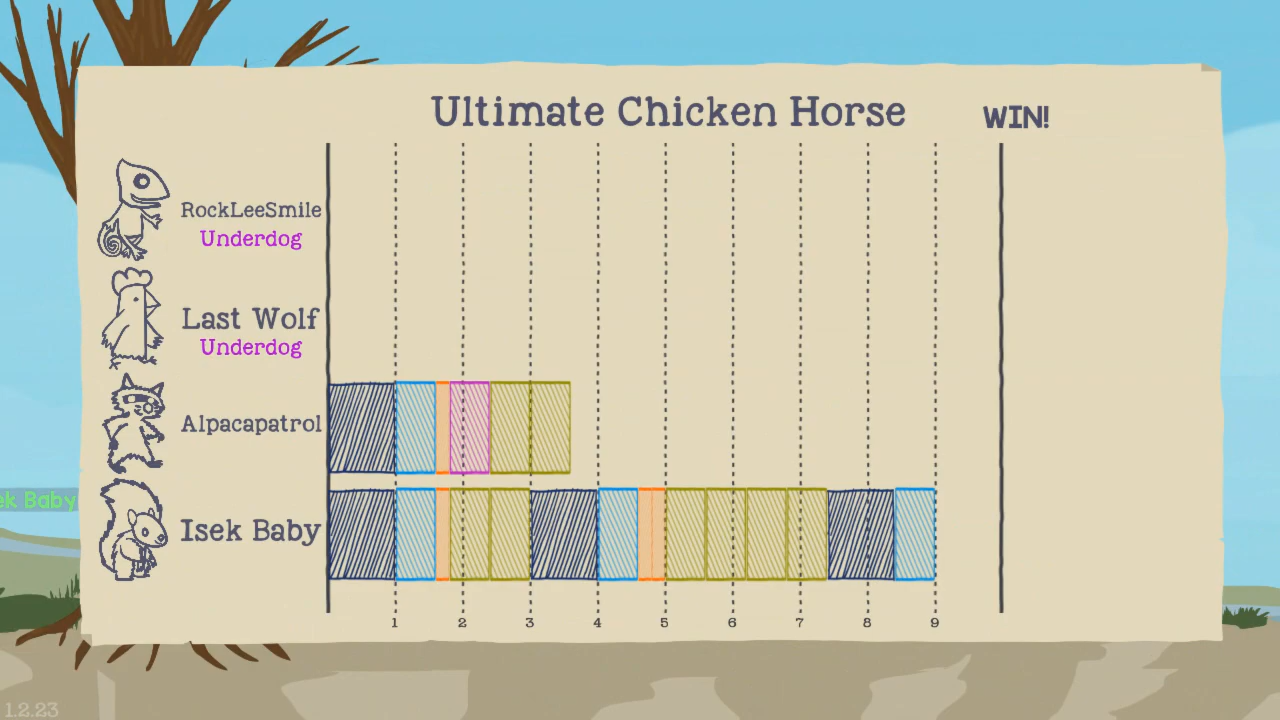 Ultimate Chicken Horse
WIN!
RockLeeSmile
Underdog
Last Wolf
Underdog
Alpacapatrol
ek Baby
Isek Baby
1 2 3 4 5 6 7 8 9
1.2.23